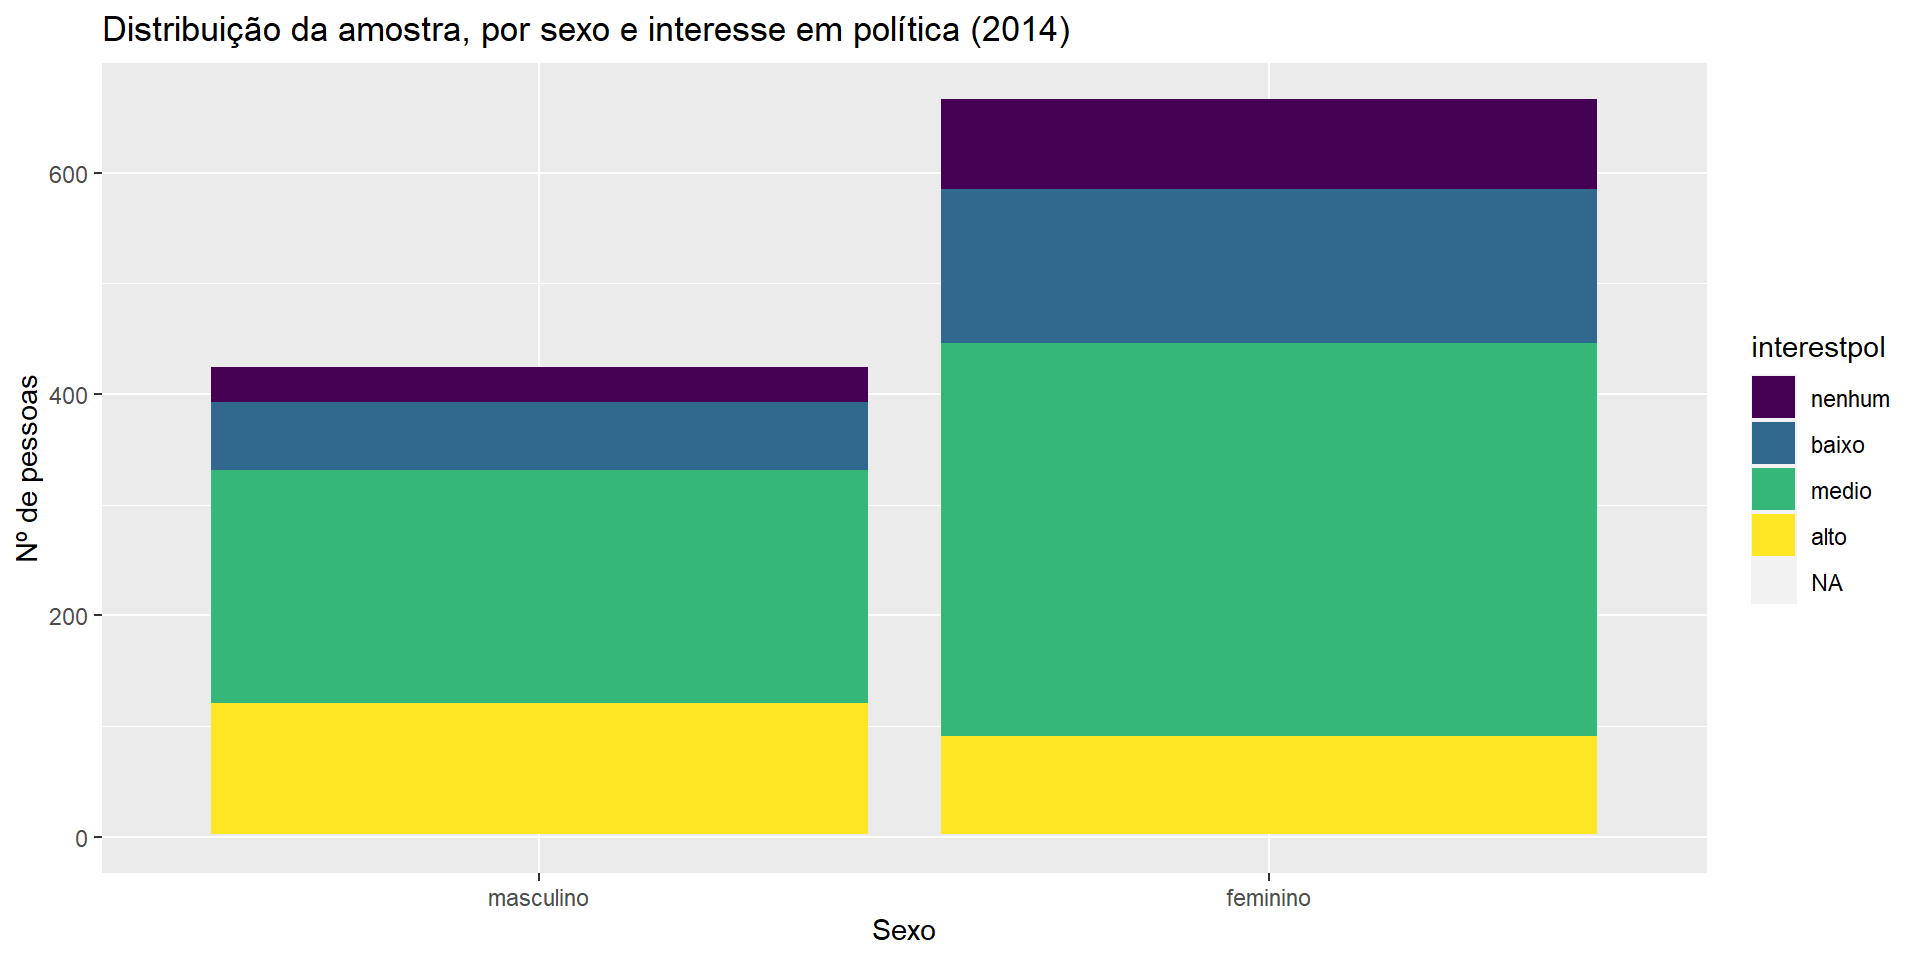 Distribuição da amostra, por sexo e interesse em política (2014)
Nº de pessoas
600
400
200
0
masculino
feminino
Sexo
interestpol
nenhum
baixo
medio
alto
NA